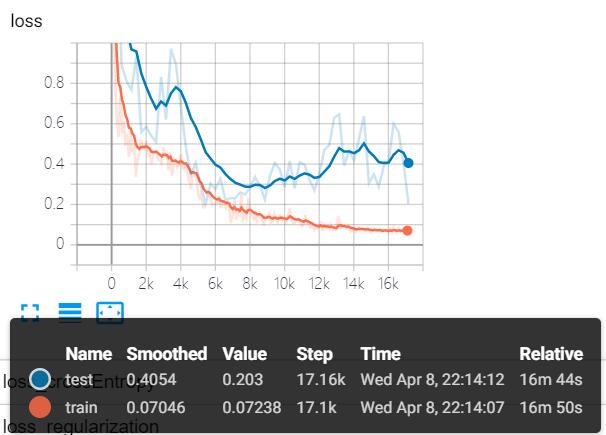 loss
0.8
0.6
0.4
0.2
0
0 2k 4k 6k 8k 10k 12k 14k 16k
Name Smoothed Value Step Time Relative
test 0.4054 0.203 17.16k Wed Apr 8, 22:14:12 16m 44s
train 0.07046 0.07238 17.1k Wed Apr 8, 22:14:07 16m 50s
loss_crossEntropy
loss_regularization